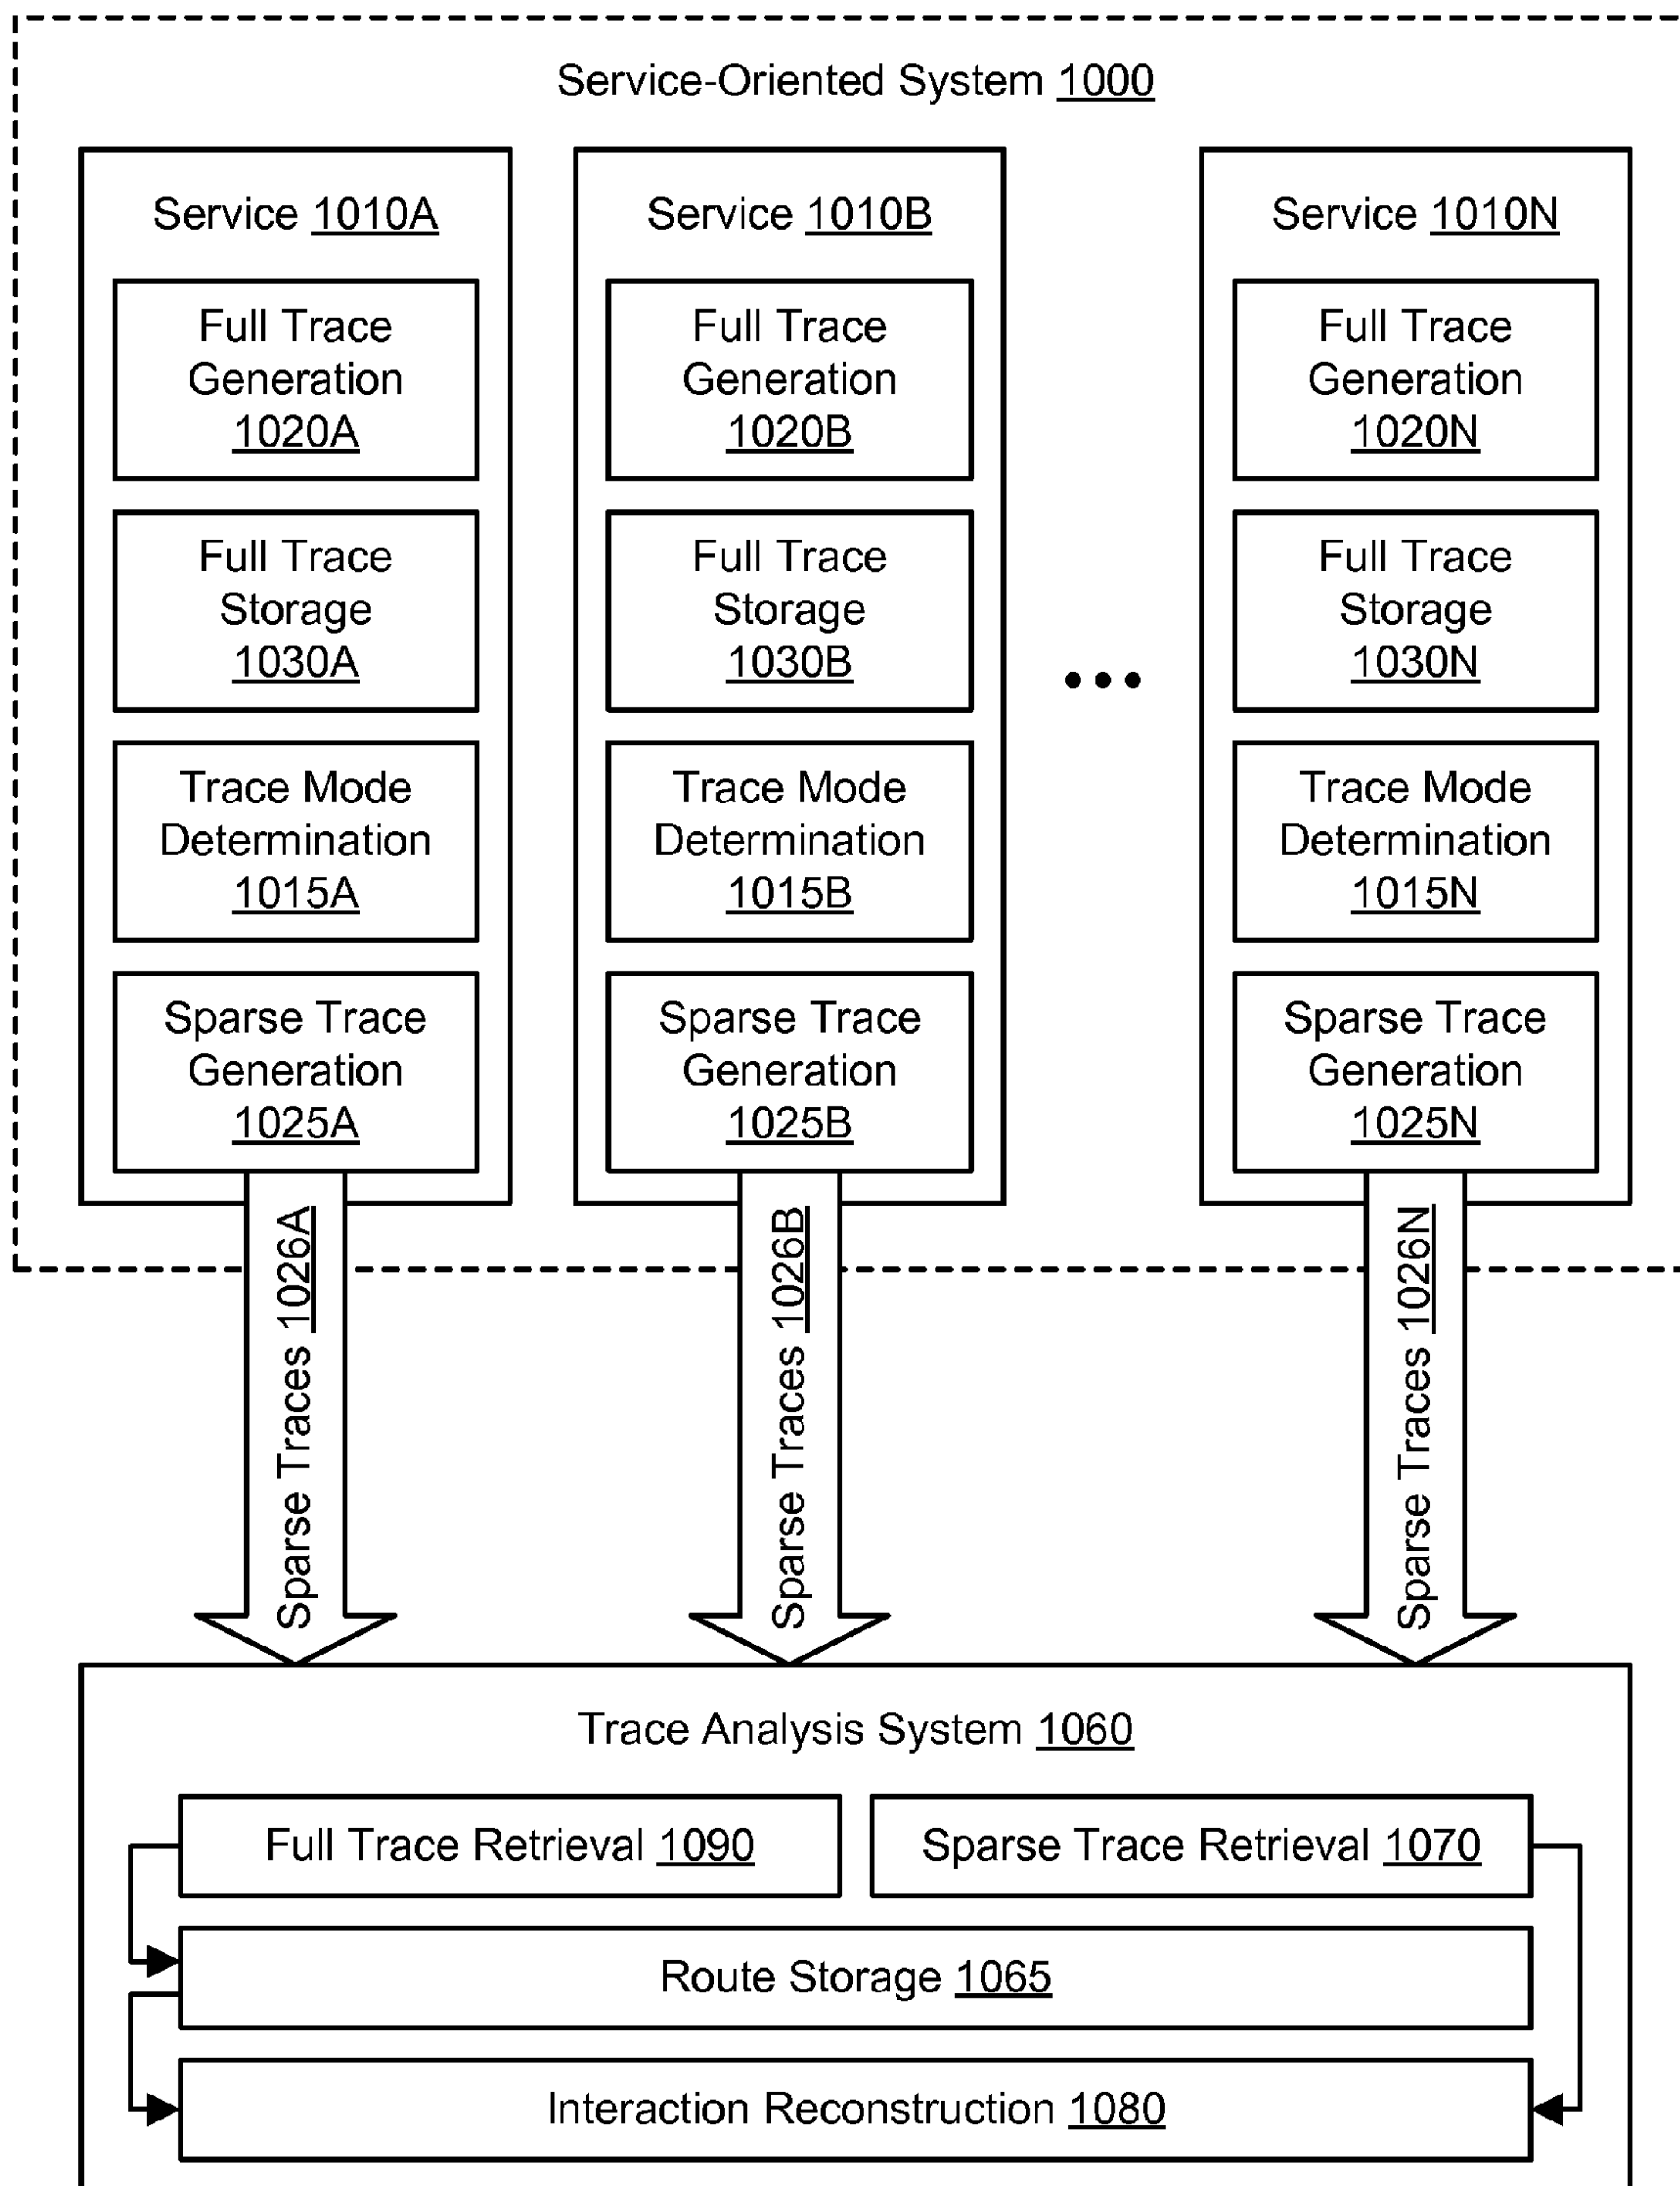 Service-Oriented System 1000
Service 1010A
Full Trace
Generation
1020A
Full Trace
Storage
1030A
Trace Mode
Determination
1015A
Sparse Trace
Generation
1025A
Service 1010B
Full Trace
Generation
1020B
Full Trace
Storage
1030B
Trace Mode
Determination
1015B
Sparse Trace
Generation
1025B
Service 1010N
Full Trace
Generation
1020N
Full Trace
Storage
1030N
Trace Mode
Determination
1015N
Sparse Trace
Generation
1025N
Sparse Traces 1026A
Sparse Traces 1026B
Sparse Traces 1026N
Trace Analysis System 1060
Full Trace Retrieval 1090
Sparse Trace Retrieval 1070
Route Storage 1065
Interaction Reconstruction 1080